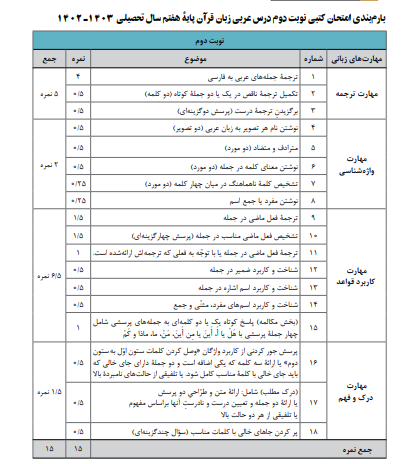 بارم‌بندی امتحان کتبی نوبت دوم درس عربی زبان قرآن پایهٔ هفتم سال تحصیلی ۱۴۰۳-۱۴۰۲
نوبت دوم
مهارت‌های زبانی شماره موضوع نمره جمع
مهارت ترجمه
۱ ترجمهٔ جمله‌های عربی به فارسی ۴
۲ تکمیل ترجمهٔ ناقص در یک یا دو جملهٔ کوتاه (دو کلمه) ۰/۵
۳ برگزیدن ترجمهٔ درست (پرسش دوگزینه‌ای) ۰/۵
۵ نمره
مهارت
واژه‌شناسی
۴ نوشتن نام هر تصویر به زبان عربی (دو تصویر) ۰/۵
۵ مترادف و متضاد (دو مورد) ۰/۵
۶ نوشتن معنای کلمه در جمله (دو مورد) ۰/۵
۷ تشخیص کلمهٔ ناهماهنگ در میان چهار کلمه (دو مورد) ۰/۲۵
۸ نوشتن مفرد یا جمع اسم ۰/۲۵
۲ نمره
مهارت
کاربرد قواعد
۹ ترجمهٔ فعل ماضی در جمله ۱/۵
۱۰ تشخیص فعل ماضی مناسب در جمله (پرسش چهارگزینه‌ای) ۱/۵
۱۱ ترجمهٔ فعل ماضی در جمله یا با توجّه به فعلی که ترجمه‌اش ارائه‌شده است. ۱
۱۲ شناخت و کاربرد ضمیر در جمله ۰/۵
۱۳ شناخت و کاربرد اسم اشاره در جمله ۰/۵
۱۴ شناخت و کاربرد اسم‌های مفرد، مثنّی و جمع ۰/۵
۱۵ (بخش مکالمه) پاسخ کوتاه یک یا دو کلمه‌ای به جمله‌های پرسشی شامل
چهار جملهٔ پرسشی با هَلْ یا أَ، أَینَ یا مِن أینَ، مَنْ، ما، ماذا و کَمْ ۱
۶/۵ نمره
مهارت
درک و فهم
۱۶ پرسش جور کردنی از کاربرد واژگان «وصل کردن کلمات ستون اوّل به ستون
دوم» یا ارائهٔ سه کلمه که یکی اضافه است و دو جملهٔ دارای جای خالی که
باید جای خالی با کلمهٔ مناسب کامل شود. یا تلفیقی از حالت‌های نامبردهٔ بالا ۰/۵
۱۷ (درک مطلب) شامل: ارائهٔ متن و طرّاحی دو پرسش
یا ارائهٔ دو جمله و تعیین درست و نادرست آنها براساس مفهوم
یا تلفیقی از هر دو حالت بالا ۰/۵
۱۸ پر کردن جاهای خالی با کلمات مناسب (سؤال چندگزینه‌ای) ۰/۵
۱/۵ نمره
جمع نمره ۱۵ ۱۵